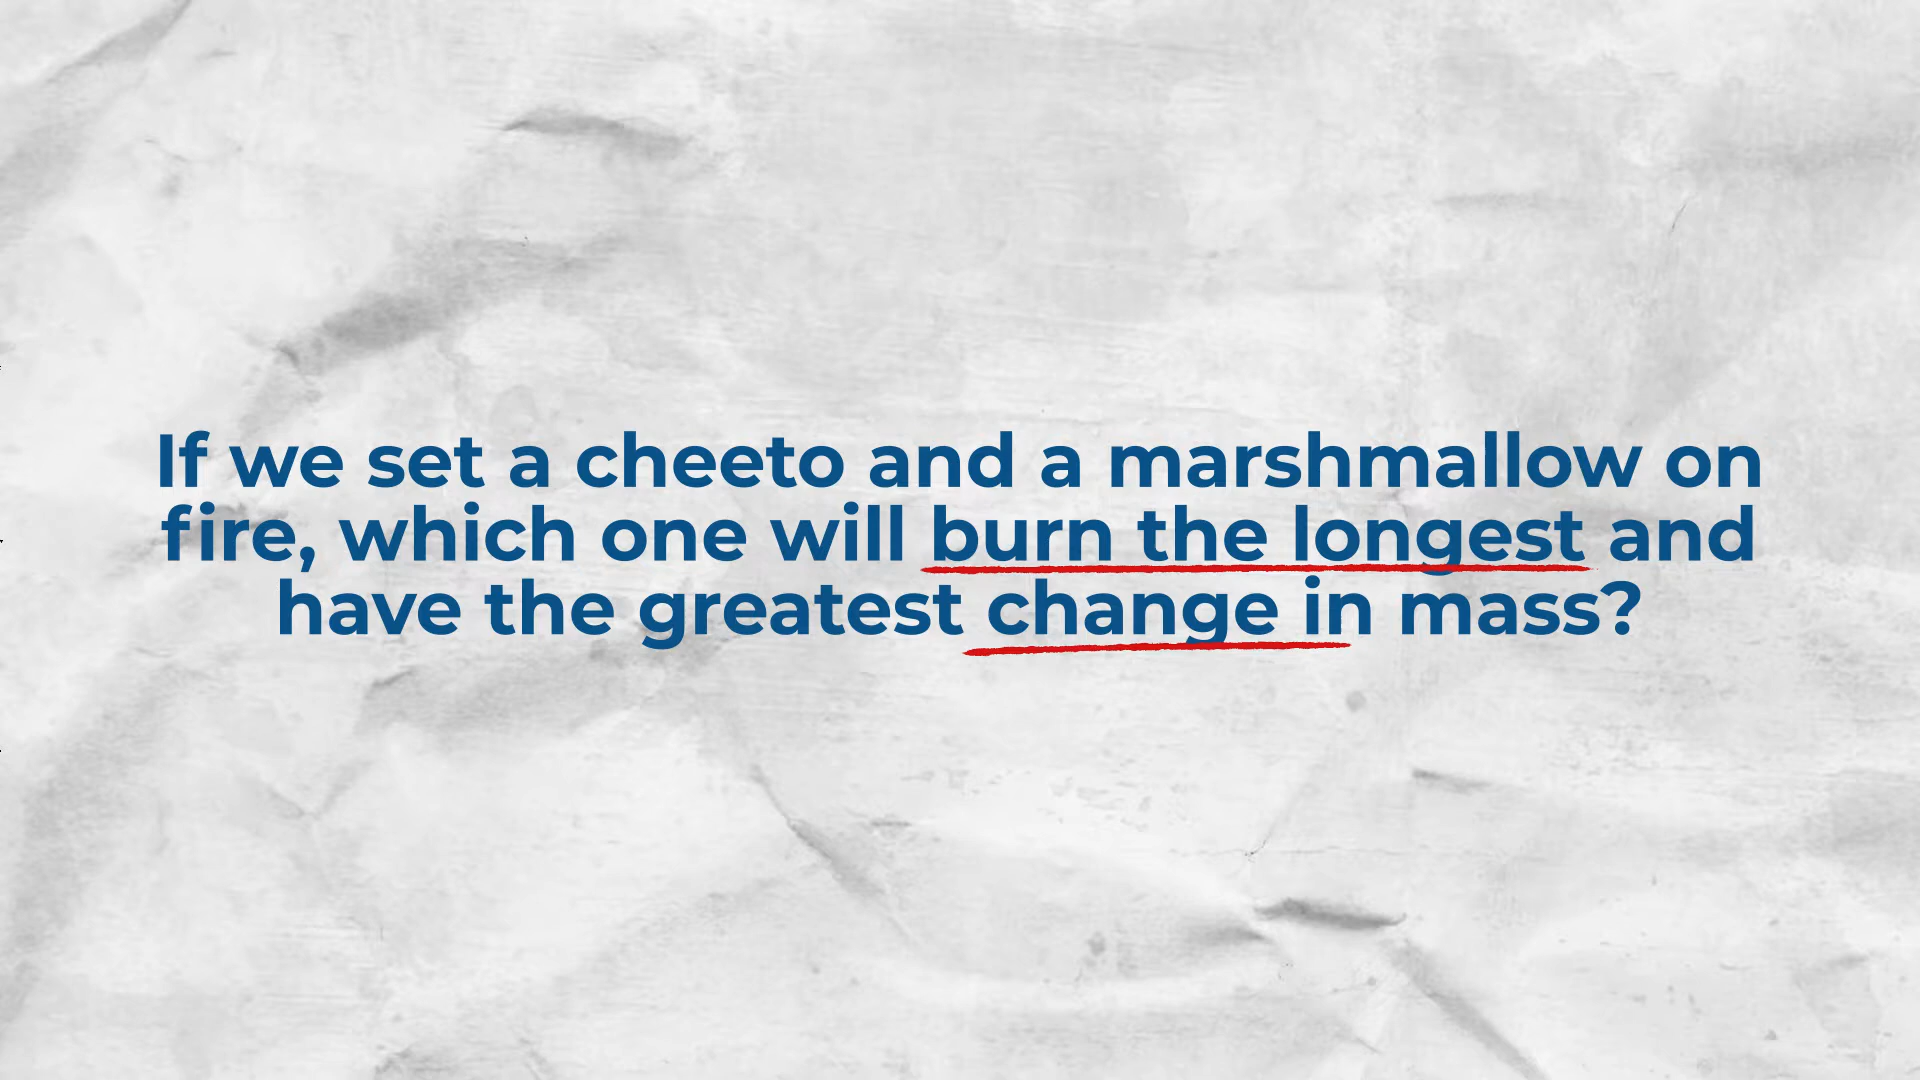 If we set a cheeto and a marshmallow on
fire, which one will burn the longest and
have the greatest change in mass?